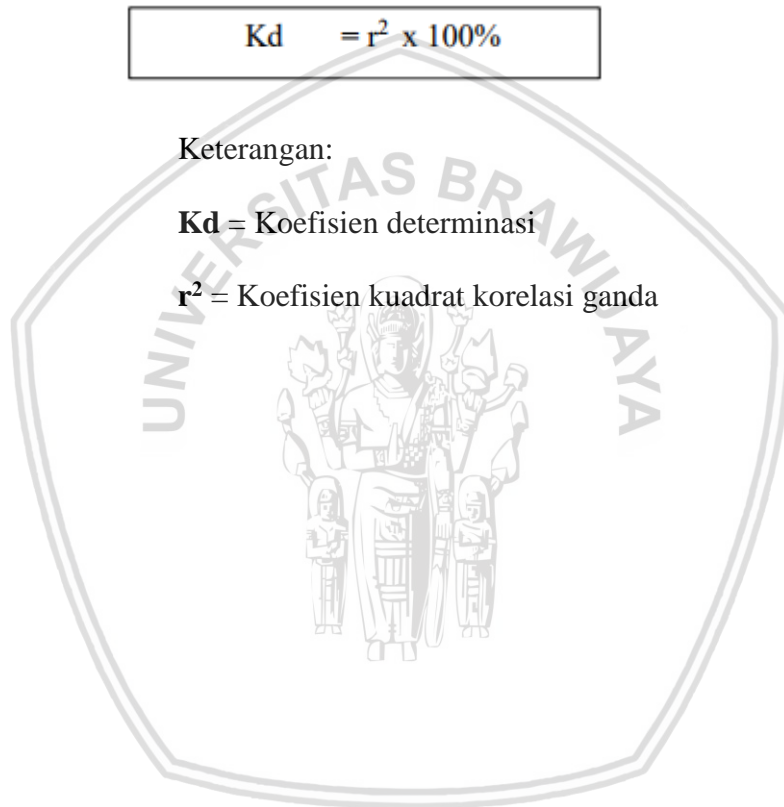 Kd = r² x 100%
Keterangan:
Kd = Koefisien determinasi
r² = Koefisien kuadrat korelasi ganda
UNIVERSITAS BRAWIJAYA